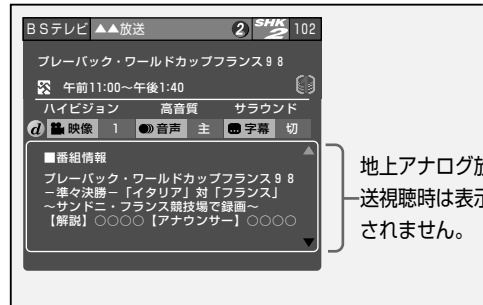 BSテレビ ▲▲放送 2 SHK 2 102
プレーバック・ワールドカップフランス98
午前11:00〜午後1:40
ハイビジョン 高音質 サラウンド
d 映像 1 音声 主 字幕 切
■番組情報
プレーバック・ワールドカップフランス98
－準々決勝－「イタリア」対「フランス」
〜サンドニ・フランス競技場で録画〜
【解説】○○○○【アナウンサー】○○○○
地上アナログ放
送視聴時は表示
されません。